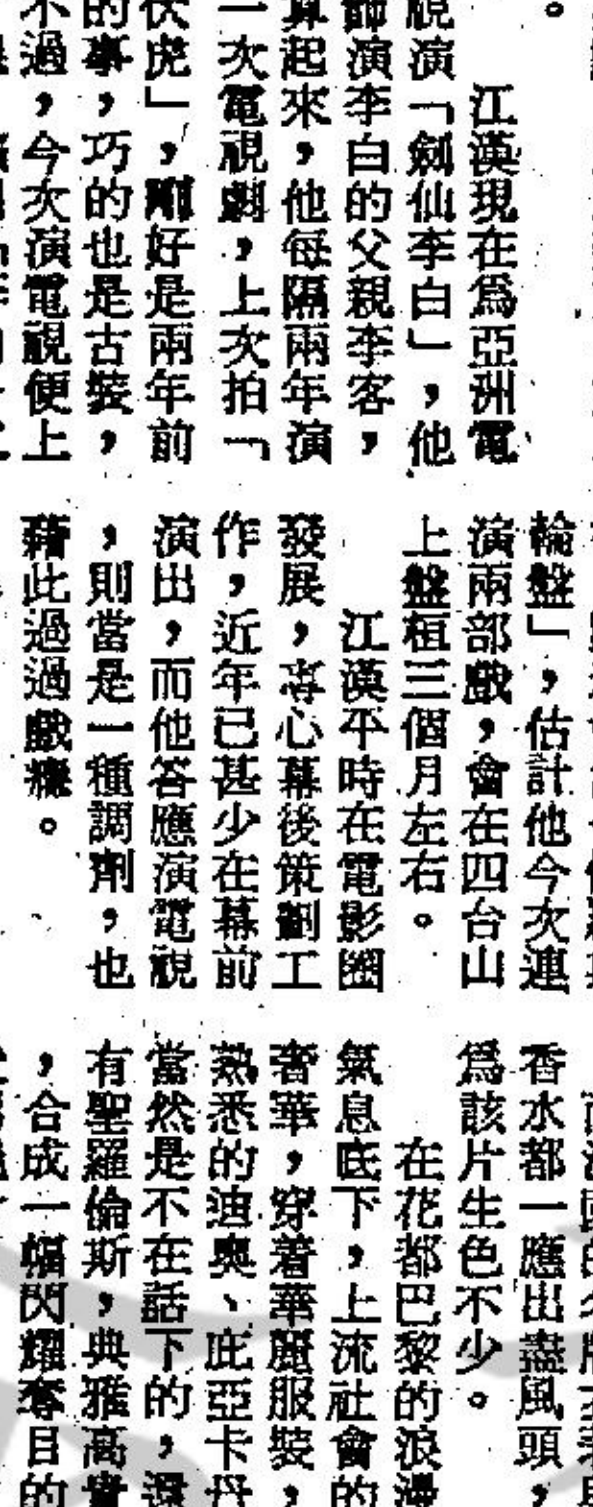 江漢現在爲亞洲電
視演「劍仙李白」,他
飾演李白的父親李客,
算起來,他每隔兩年演
一次電視劇,上次拍「
伏虎」,剛好是兩年前
的事,巧的也是古裝,
不過,今次演電視便上
輪盤」,估計他今次連
演兩部戲,會在四台山
上盤桓三個月左右。
江漢平時在電影圈
發展,專心幕後策劃工
作,近年已甚少在幕前
演出,而他答應演電視
,則當是一種調劑,也
藉此過過戲癮。
香水都一應出盡風頭,
爲該片生色不少。
在花都巴黎的浪漫
氣息底下,上流社會的
奢華,穿着華麗服裝,
熟悉的迪奧、庇亞卡丹
當然是不在話下的,還
有聖羅倫斯,典雅高貴
,合成一幅閃耀奪目的